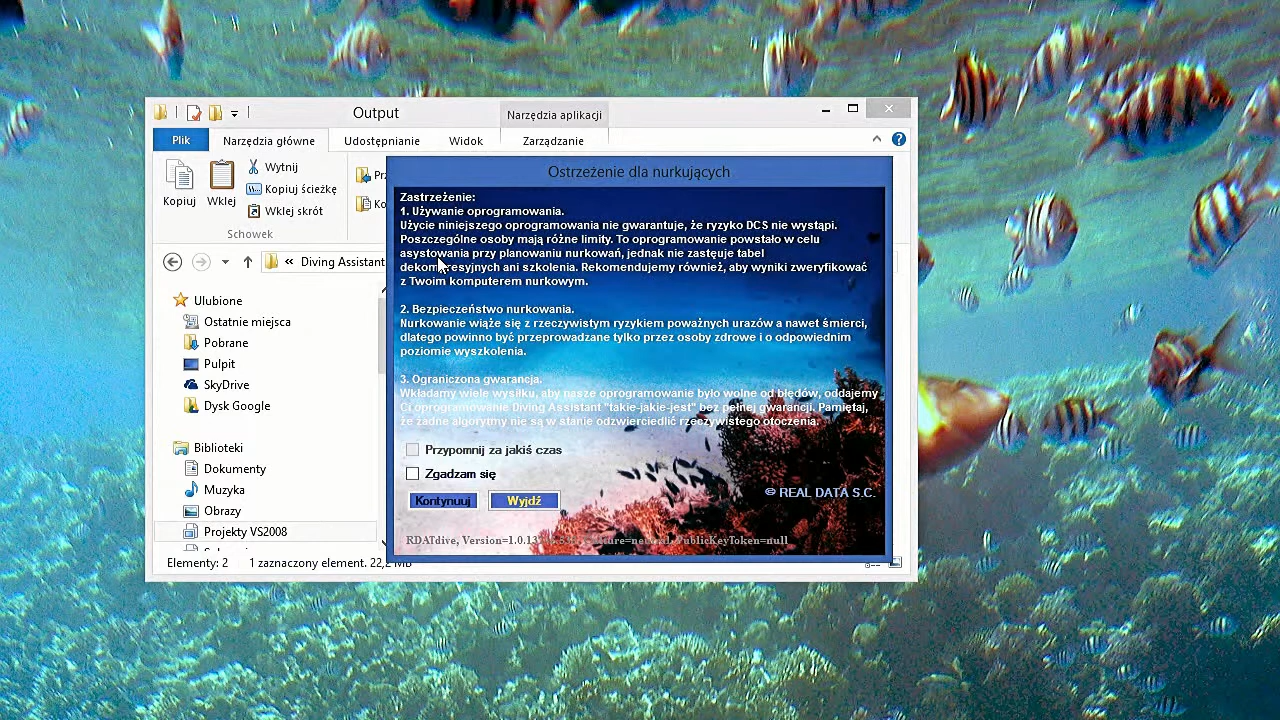 Output
Narzędzia aplikacji
Plik
Narzędzia główne
Udostępnianie
Widok
Zarządzanie
Kopiuj
Wklej
Wytnij
Kopiuj ścieżkę
Wklej skrót
Schowek
« Diving Assistant
Ulubione
Ostatnie miejsca
Pobrane
Pulpit
SkyDrive
Dysk Google
Biblioteki
Dokumenty
Muzyka
Obrazy
Projekty VS2008
Elementy: 2 1 zaznaczony element. 22,2 MB
Ostrzeżenie dla nurkujących
Zastrzeżenie:
1. Używanie oprogramowania.
Użycie niniejszego oprogramowania nie gwarantuje, że ryzyko DCS nie wystąpi.
Poszczególne osoby mają różne limity. To oprogramowanie powstało w celu
asystowania przy planowaniu nurkowań, jednak nie zastęuje tabel
dekompresyjnych ani szkolenia. Rekomendujemy również, aby wyniki zweryfikować
z Twoim komputerem nurkowym.
2. Bezpieczeństwo nurkowania.
Nurkowanie wiąże się z rzeczywistym ryzykiem poważnych urazów a nawet śmierci,
dlatego powinno być przeprowadzane tylko przez osoby zdrowe i o odpowiednim
poziomie wyszkolenia.
3. Ograniczona gwarancja.
Wkładamy wiele wysiłku, aby nasze oprogramowanie było wolne od błędów, oddajemy
Ci oprogramowanie Diving Assistant "takie-jakie-jest" bez pełnej gwarancji. Pamiętaj,
że żadne algorytmy nie są w stanie odzwierciedlić rzeczywistego otoczenia.
Przypomnij za jakiś czas
Zgadzam się
Kontynuuj
Wyjdź
© REAL DATA S.C.
RDATdive, PublicKeyToken=null